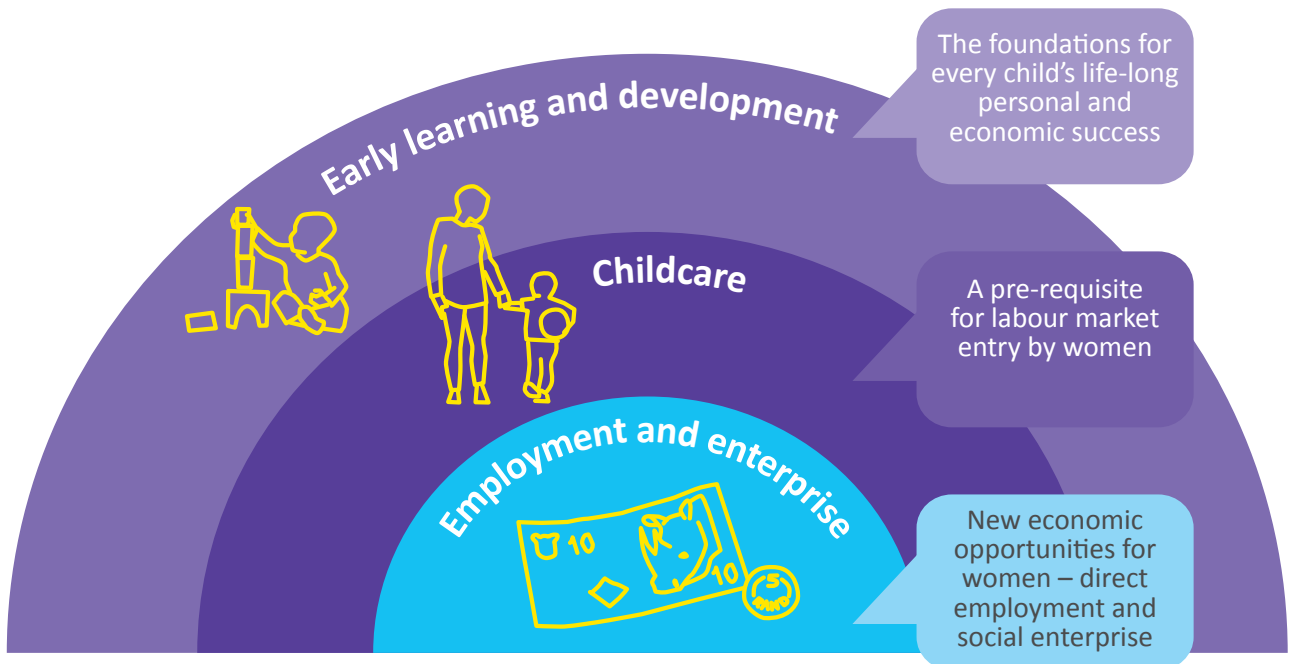 Early learning and development
The foundations for
every child's life-long
personal and
economic success
Childcare
A pre-requisite
for labour market
entry by women
Employment and enterprise
10
10
5
RAND
New economic
opportunities for
women – direct
employment and
social enterprise